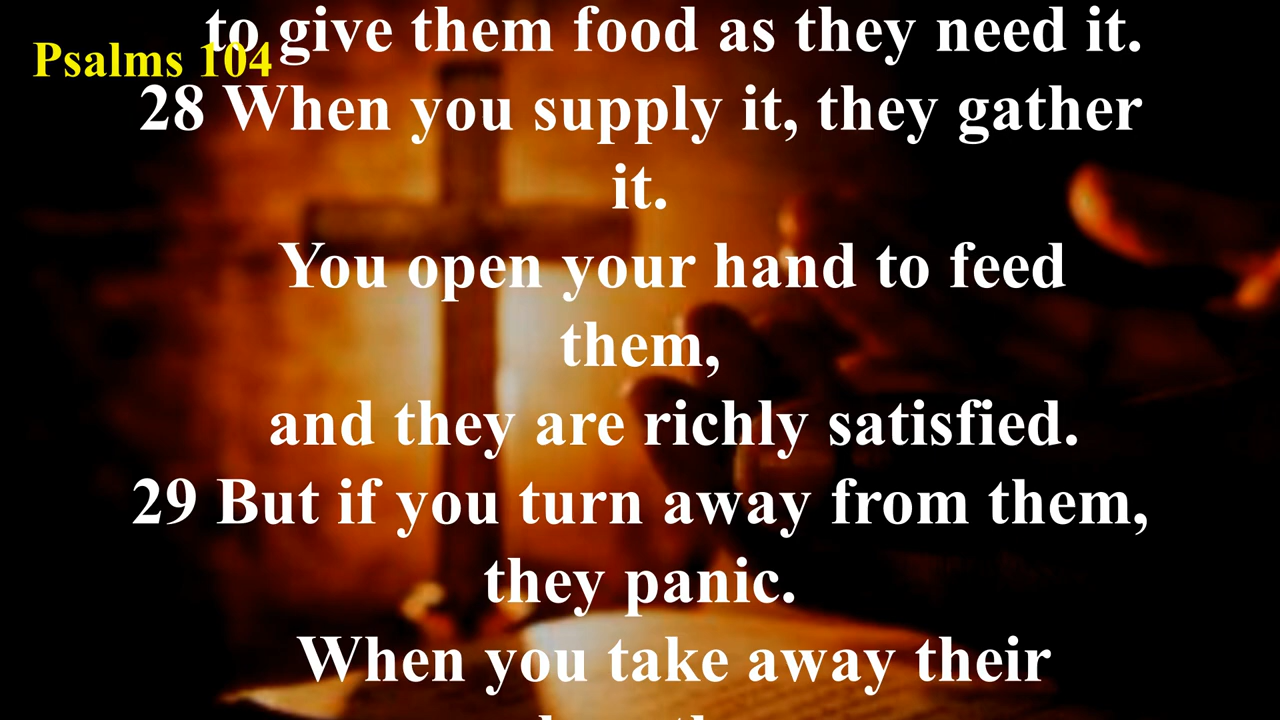 to give them food as they need it.
Psalms 104
28 When you supply it, they gather
it.
You open your hand to feed
them,
and they are richly satisfied.
29 But if you turn away from them,
they panic.
When you take away their